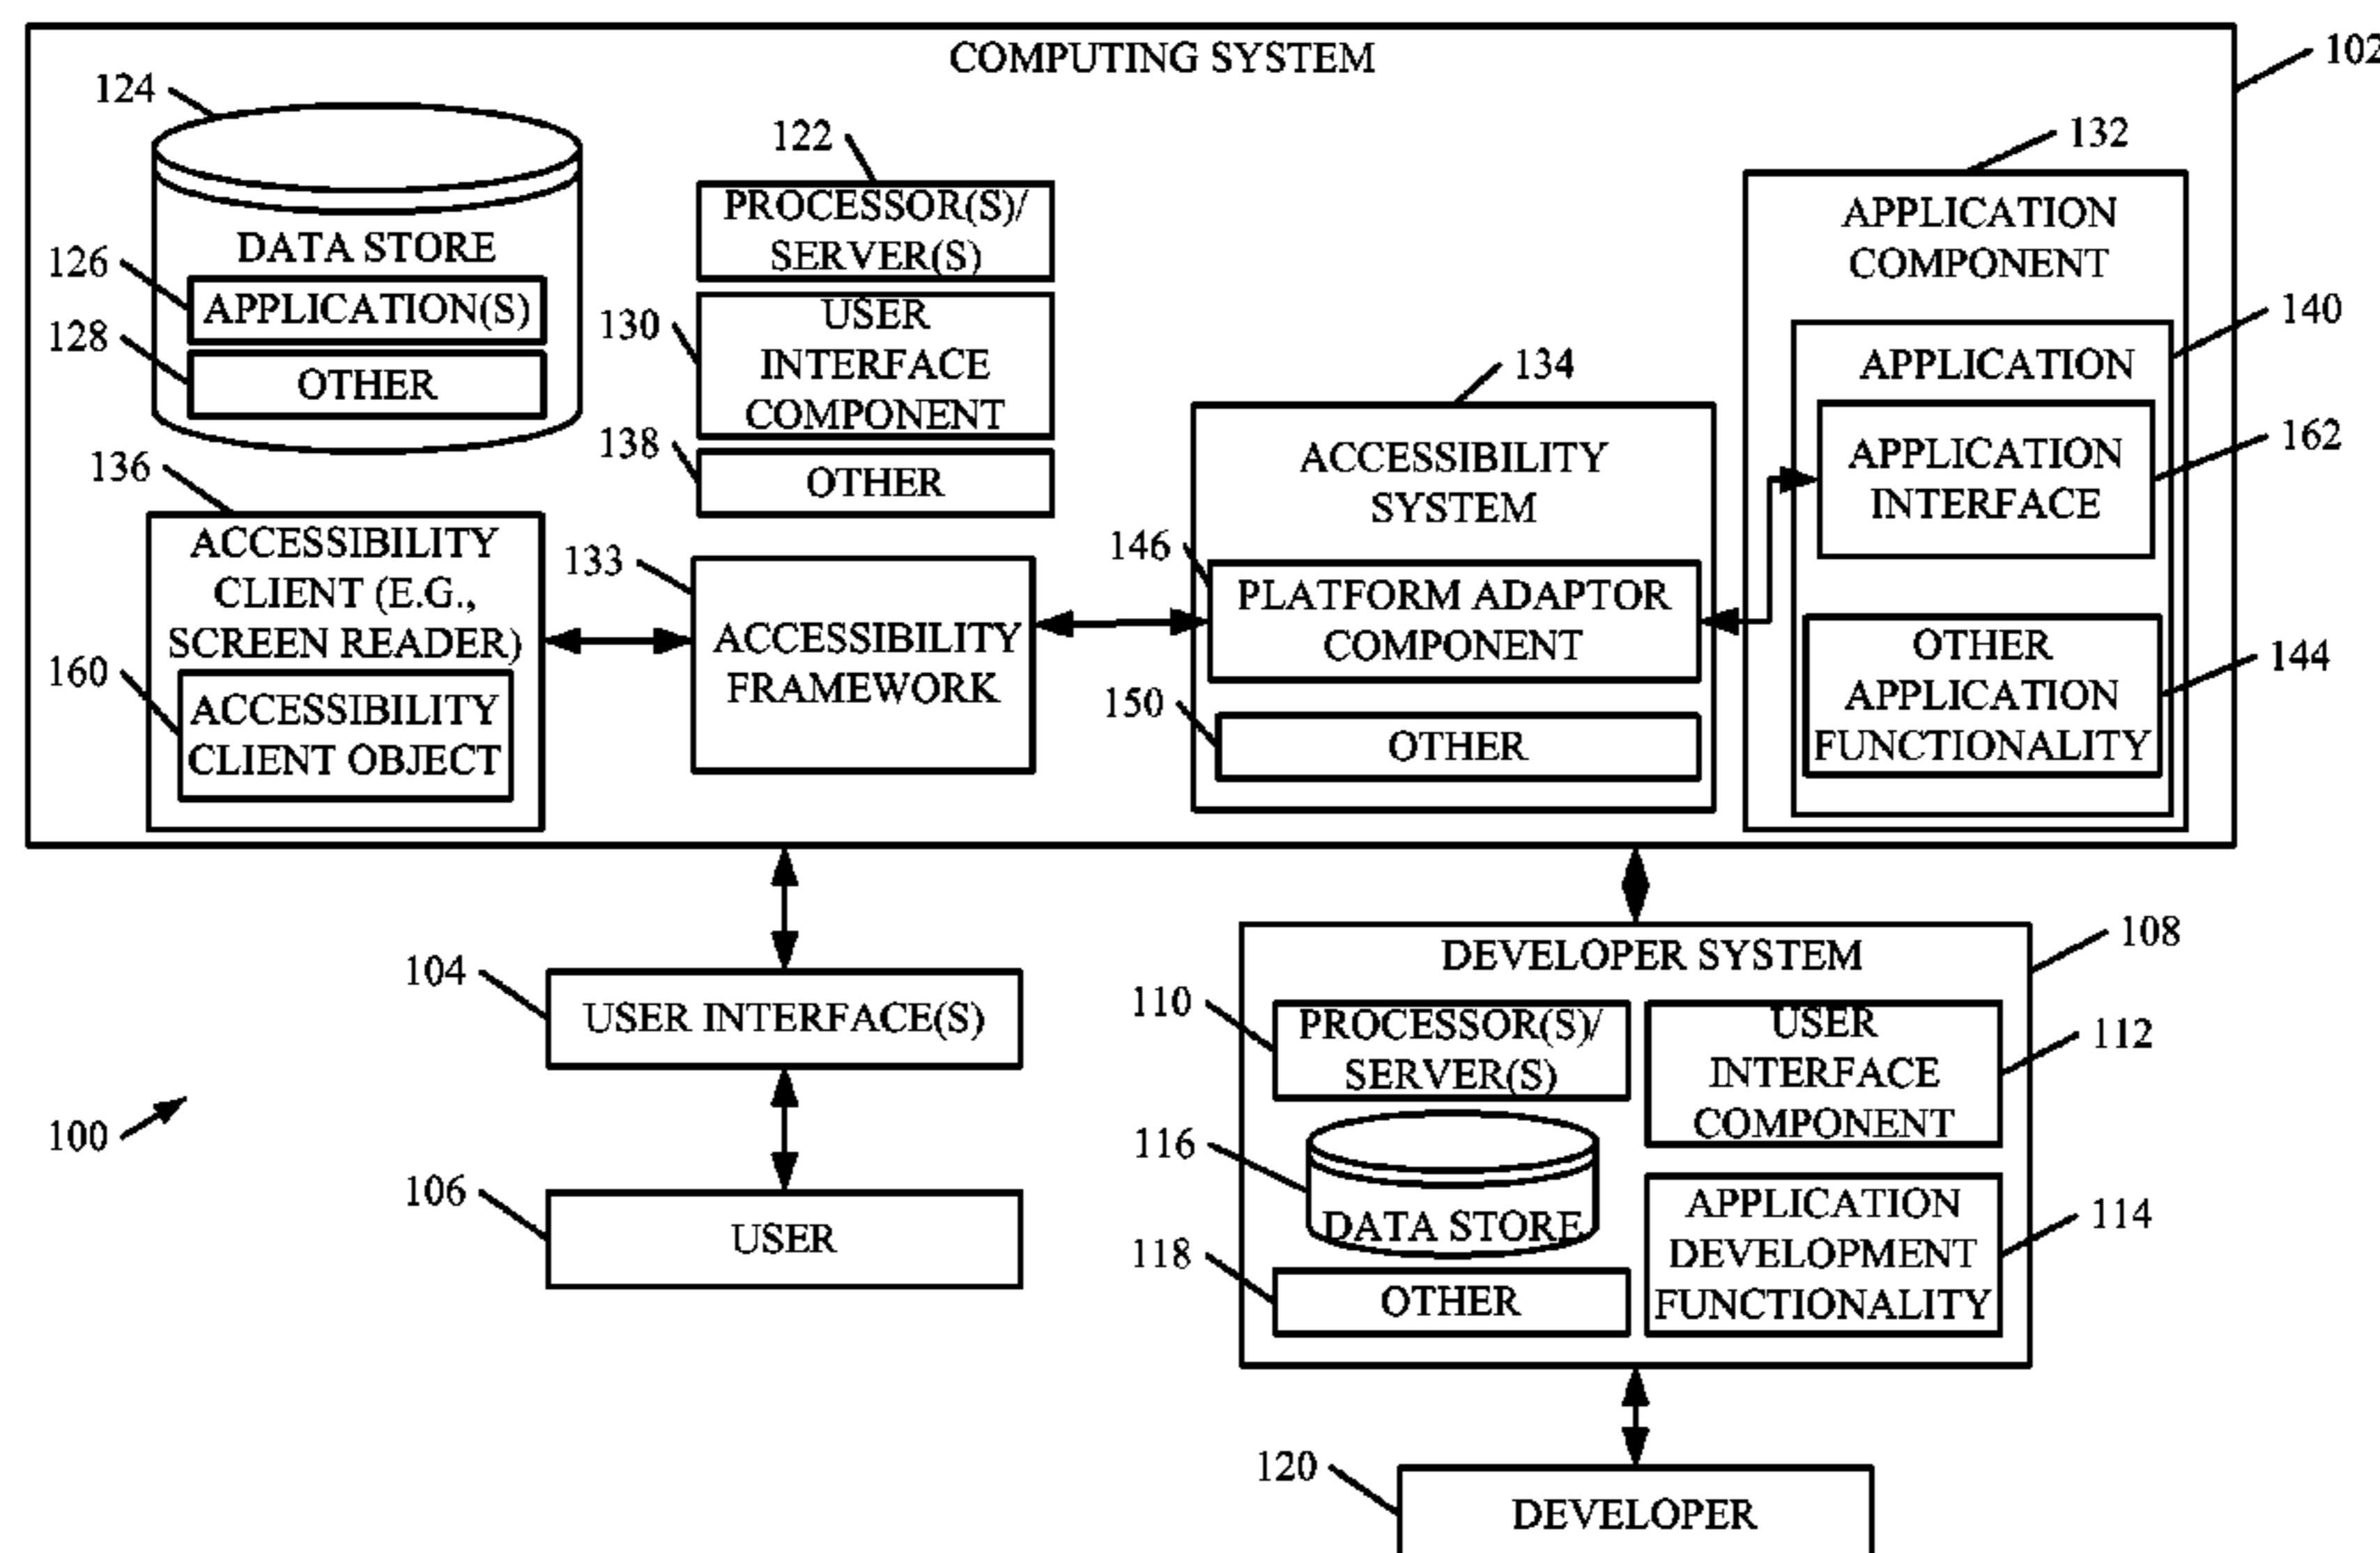 COMPUTING SYSTEM
102
124
DATA STORE
126
APPLICATION(S)
128
OTHER
122
PROCESSOR(S)/
SERVER(S)
130
USER
INTERFACE
COMPONENT
138
OTHER
132
APPLICATION
COMPONENT
140
APPLICATION
162
APPLICATION
INTERFACE
144
OTHER
APPLICATION
FUNCTIONALITY
134
ACCESSIBILITY
SYSTEM
146
PLATFORM ADAPTOR
COMPONENT
150
OTHER
136
ACCESSIBILITY
CLIENT (E.G.,
SCREEN READER)
160
ACCESSIBILITY
CLIENT OBJECT
133
ACCESSIBILITY
FRAMEWORK
104
USER INTERFACE(S)
106
USER
100
108
DEVELOPER SYSTEM
110
PROCESSOR(S)/
SERVER(S)
112
USER
INTERFACE
COMPONENT
116
DATA STORE
114
APPLICATION
DEVELOPMENT
FUNCTIONALITY
118
OTHER
120
DEVELOPER